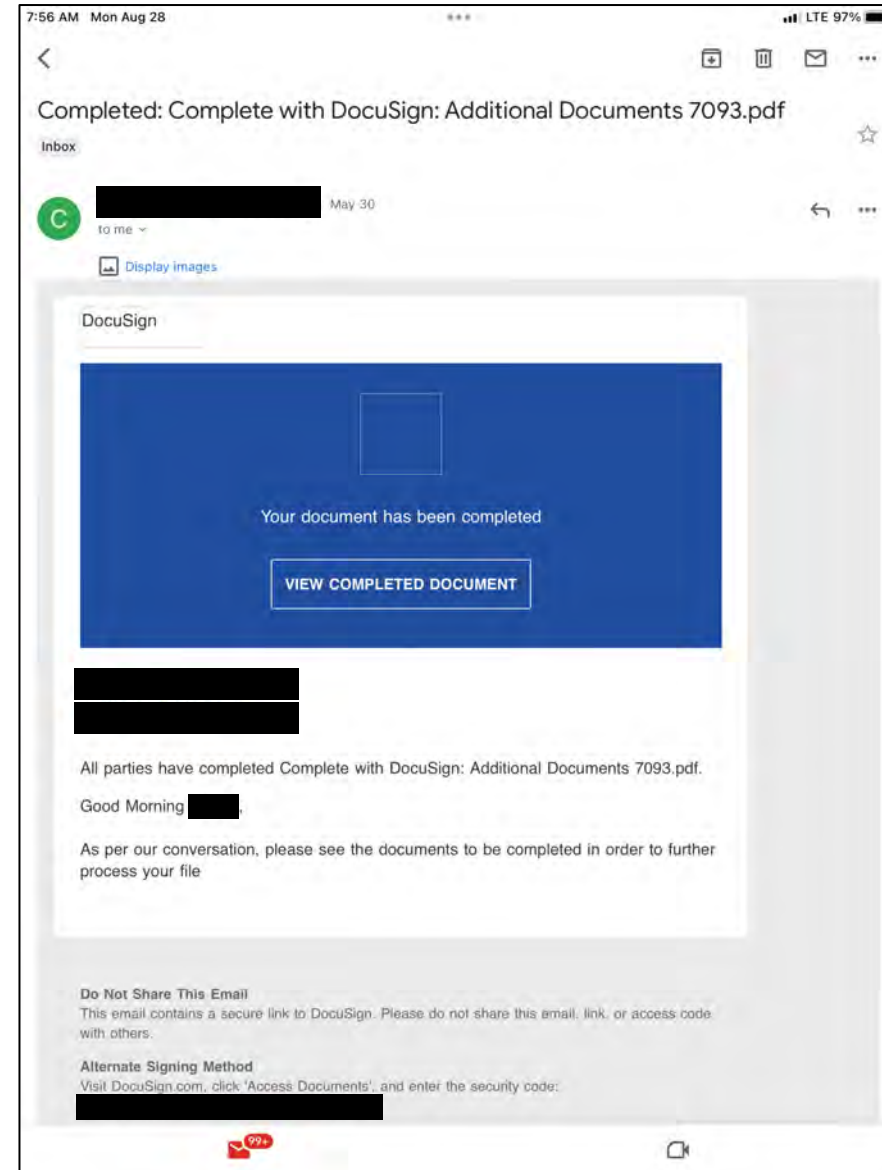 7:56 AM Mon Aug 28
LTE 97%
Completed: Complete with DocuSign: Additional Documents 7093.pdf
Inbox
C
May 30
to me
Display images
DocuSign
Your document has been completed
VIEW COMPLETED DOCUMENT
All parties have completed Complete with DocuSign: Additional Documents 7093.pdf.
Good Morning ,
As per our conversation, please see the documents to be completed in order to further
process your file
Do Not Share This Email
This email contains a secure link to DocuSign. Please do not share this email, link, or access code
with others.
Alternate Signing Method
Visit DocuSign.com, click 'Access Documents', and enter the security code:
99+